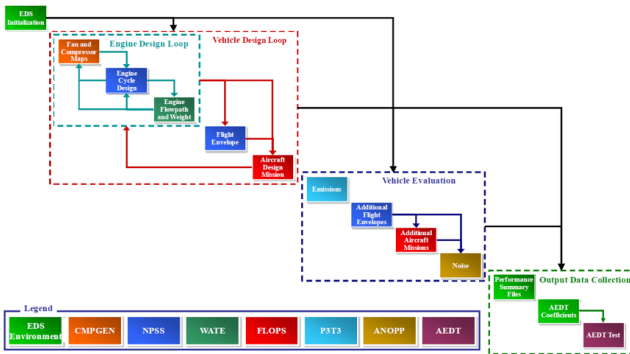 EDS
Initialization
Vehicle Design Loop
Engine Design Loop
Fan and
Compressor
Maps
Engine
Cycle
Design
Engine
Flowpath
and Weight
Flight
Envelope
Aircraft
Design
Mission
Vehicle Evaluation
Emissions
Additional
Flight
Envelopes
Additional
Aircraft
Missions
Noise
Output Data Collection
Performance
Summary
Files
AEDT
Coefficients
AEDT Test
Legend
EDS
Environment
CMPGEN
NPSS
WATE
FLOPS
P3T3
ANOPP
AEDT